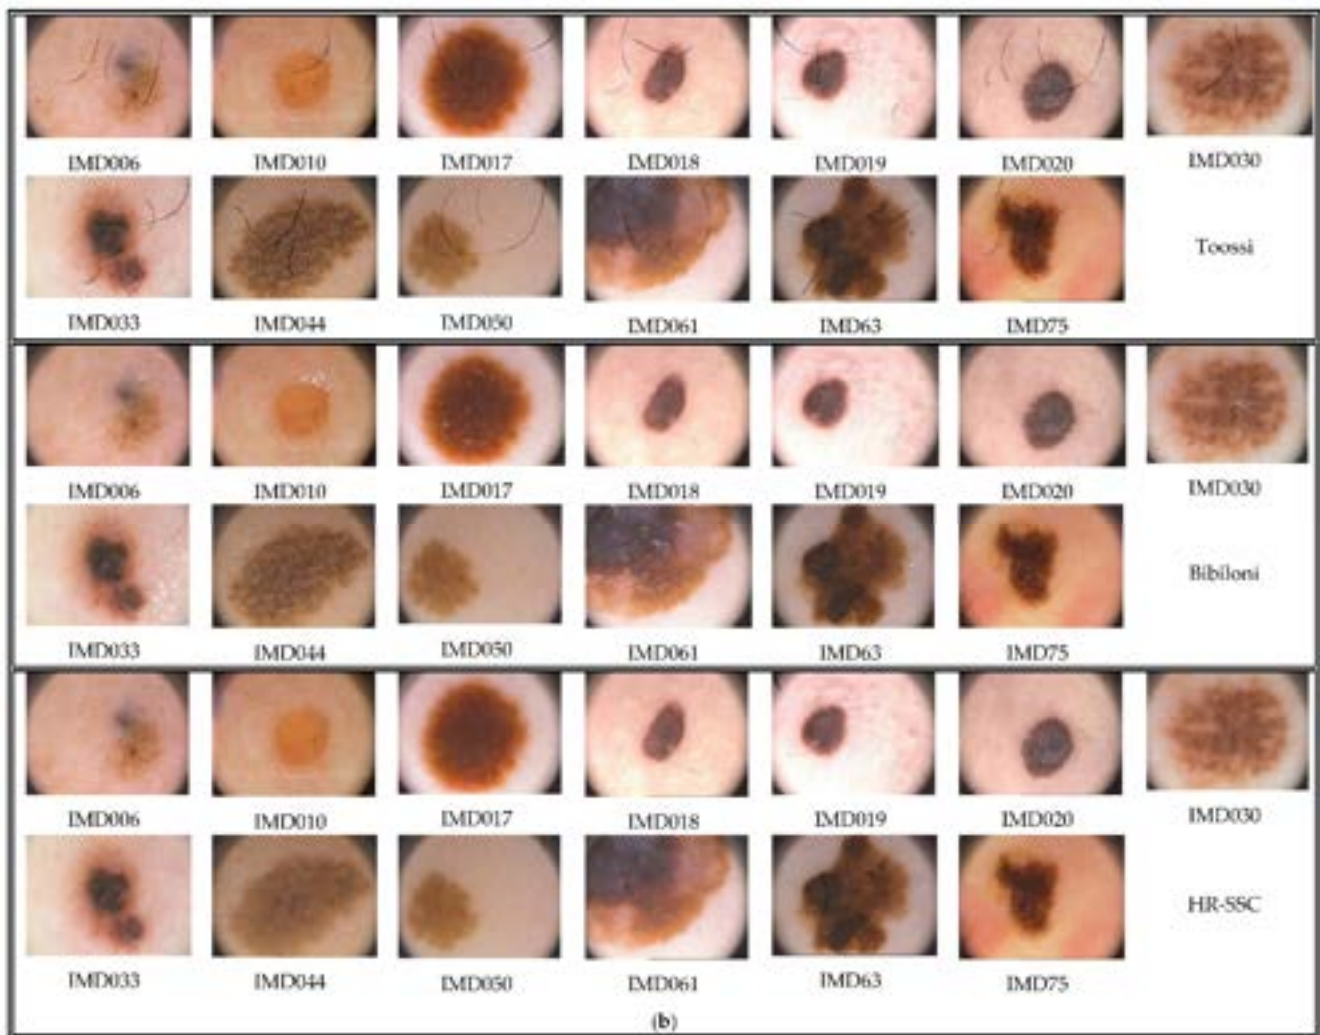 IMD006 IMD010 IMD017 IMD018 IMD019 IMD020 IMD030
Toossi
IMD033 IMD044 IMD050 IMD061 IMD63 IMD75
IMD006 IMD010 IMD017 IMD018 IMD019 IMD020 IMD030
Bibiloni
IMD033 IMD044 IMD050 IMD061 IMD63 IMD75
IMD006 IMD010 IMD017 IMD018 IMD019 IMD020 IMD030
HR-SSC
IMD033 IMD044 IMD050 IMD061 IMD63 IMD75
(b)